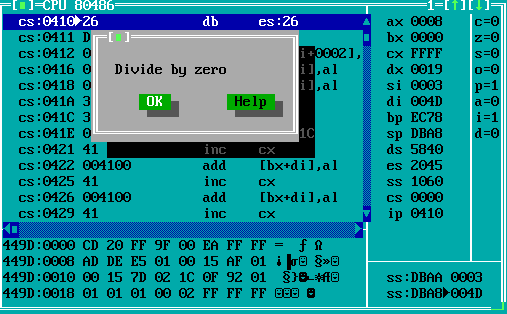 CPU 80486 1 [↑][↓]
cs:0410 26 db es:26 ax 0008 c=0
cs:0411 D bx 0000 z=0
cs:0412 0 i+0002], cx FFFF s=0
cs:0416 0 i],al dx 0019 o=0
cs:0418 0 i],al si 0003 p=1
cs:041A 3 di 004D a=0
cs:041C 3 bp EC78 i=1
cs:041E 0 1C sp DBA8 d=0
Divide by zero
OK Help
cs:0420 41 inc cx ds 5840
cs:0422 004100 add [bx+di],al es 2045
cs:0425 41 inc cx ss 1060
cs:0426 004100 add [bx+di],al cs 0000
cs:0429 41 inc cx ip 0410
449D:0000 CD 20 FF 9F 00 EA FF FF = ƒ Ω
449D:0008 AD DE E5 01 00 15 AF 01
449D:0010 00 15 7D 02 1C 0F 92 01 ss:DBAA 0003
449D:0018 01 01 01 00 02 FF FF FF ss:DBA8 004D